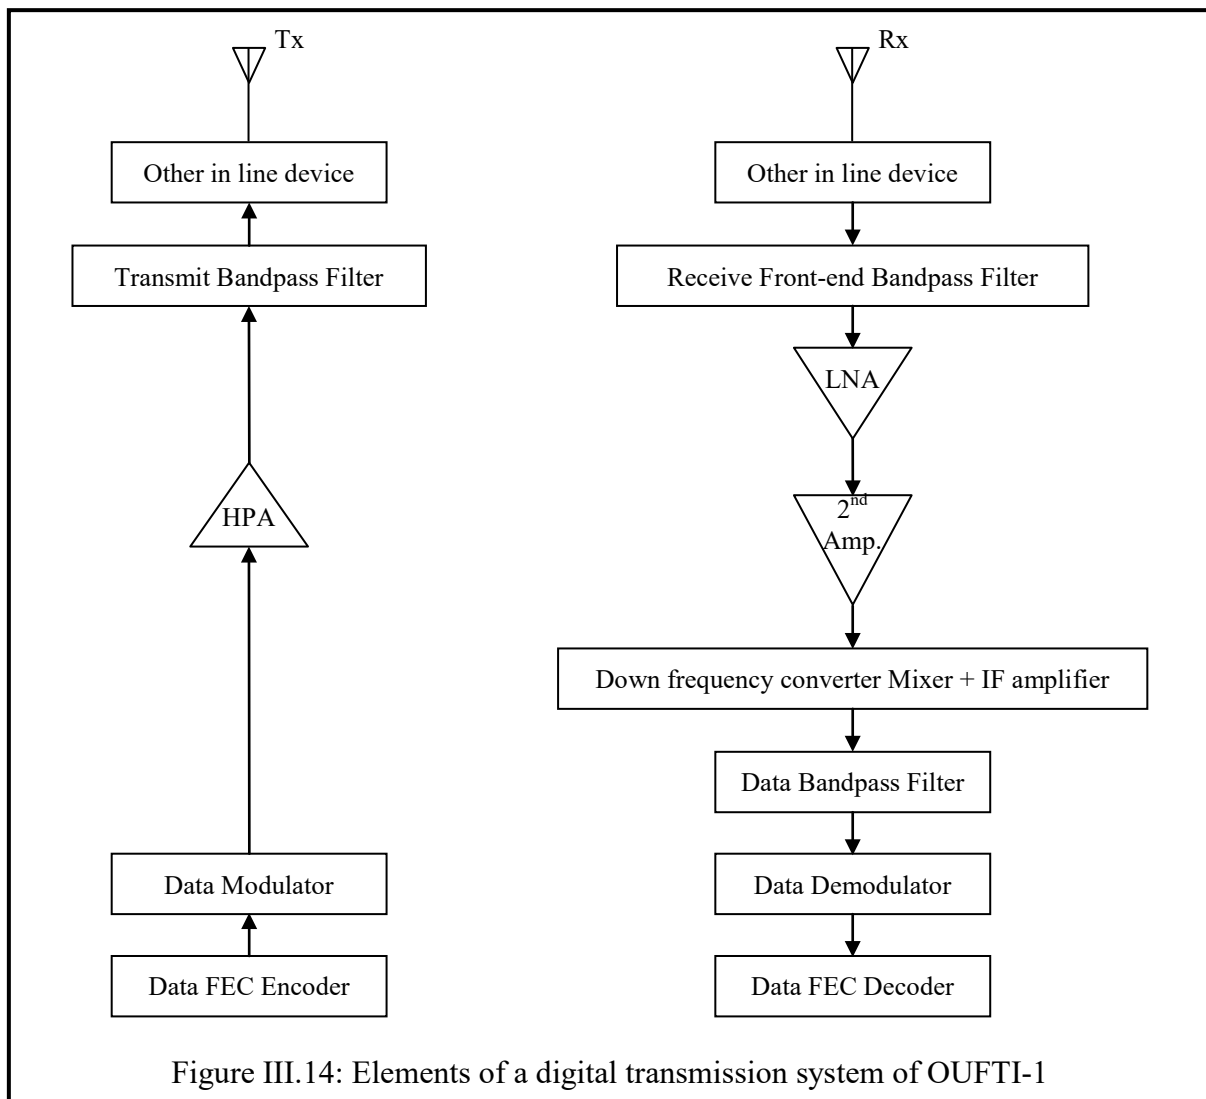 Tx
Other in line device
Transmit Bandpass Filter
HPA
Data Modulator
Data FEC Encoder
Rx
Other in line device
Receive Front-end Bandpass Filter
LNA
2nd
Amp.
Down frequency converter Mixer + IF amplifier
Data Bandpass Filter
Data Demodulator
Data FEC Decoder
Figure III.14: Elements of a digital transmission system of OUFTI-1